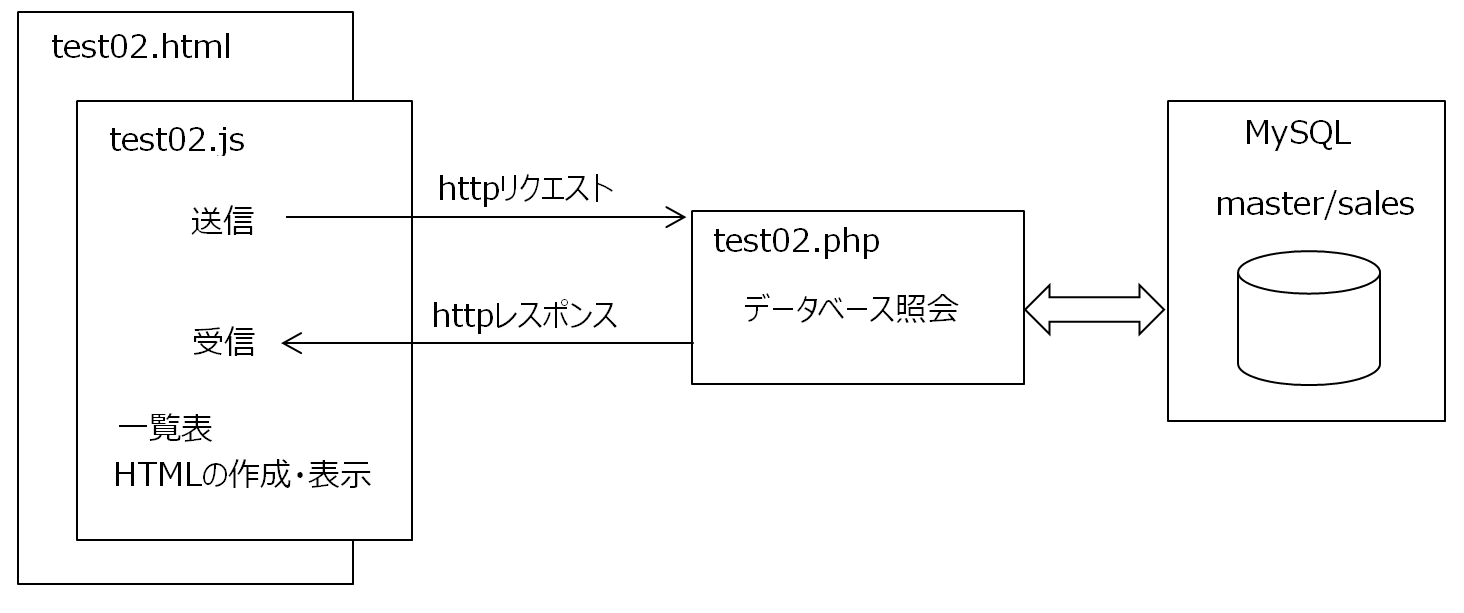 test02.html
test02.js
送信
受信
一覧表
HTMLの作成・表示
httpリクエスト
httpレスポンス
test02.php
データベース照会
MySQL
master/sales